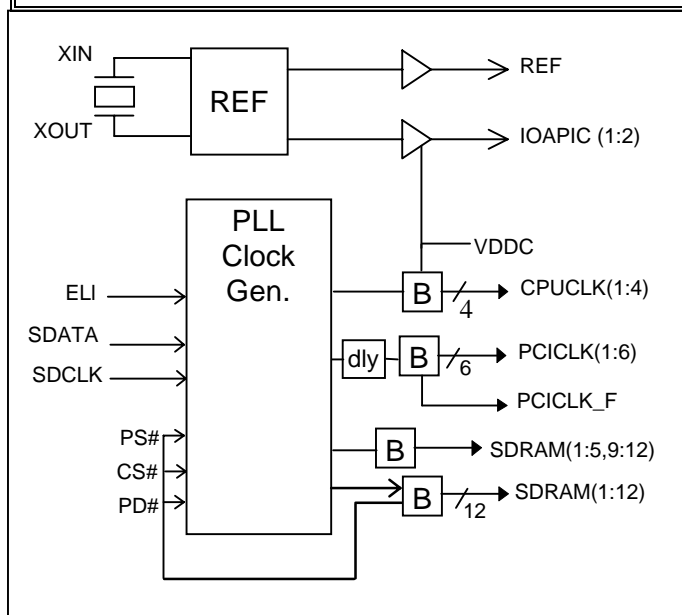 XIN
REF
REF
XOUT
IOAPIC (1:2)
PLL
Clock
Gen.
VDDC
ELI
B
4
CPUCLK(1:4)
SDATA
dly
B
6
PCICLK(1:6)
SDCLK
PCICLK_F
PS#
B
SDRAM(1:5,9:12)
CS#
B
12
SDRAM(1:12)
PD#